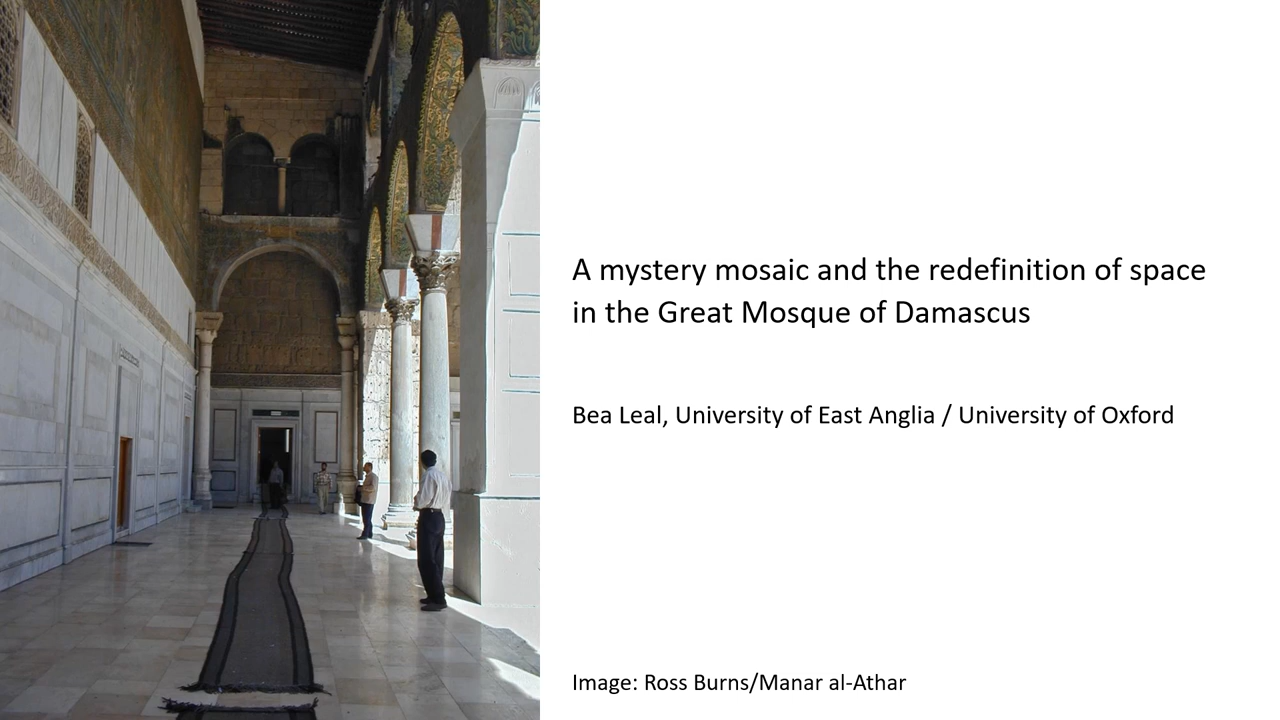 A mystery mosaic and the redefinition of space
in the Great Mosque of Damascus
Bea Leal, University of East Anglia / University of Oxford
Image: Ross Burns/Manar al-Athar